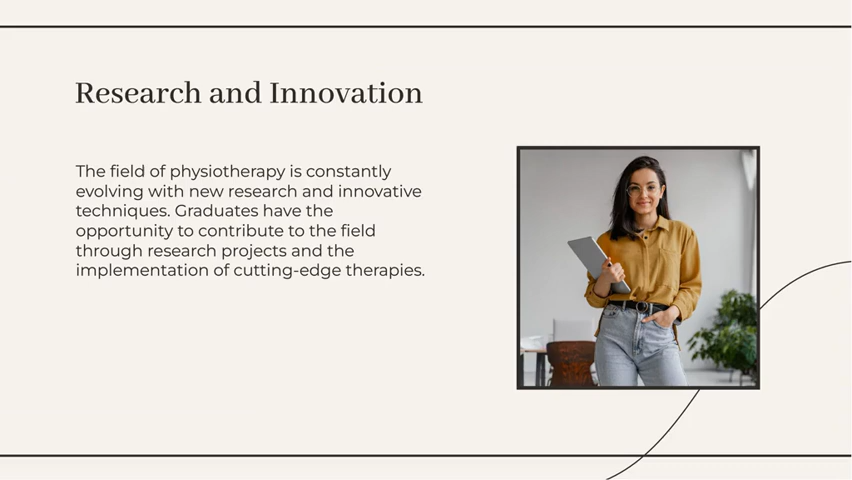 Research and Innovation
The field of physiotherapy is constantly
evolving with new research and innovative
techniques. Graduates have the
opportunity to contribute to the field
through research projects and the
implementation of cutting-edge therapies.